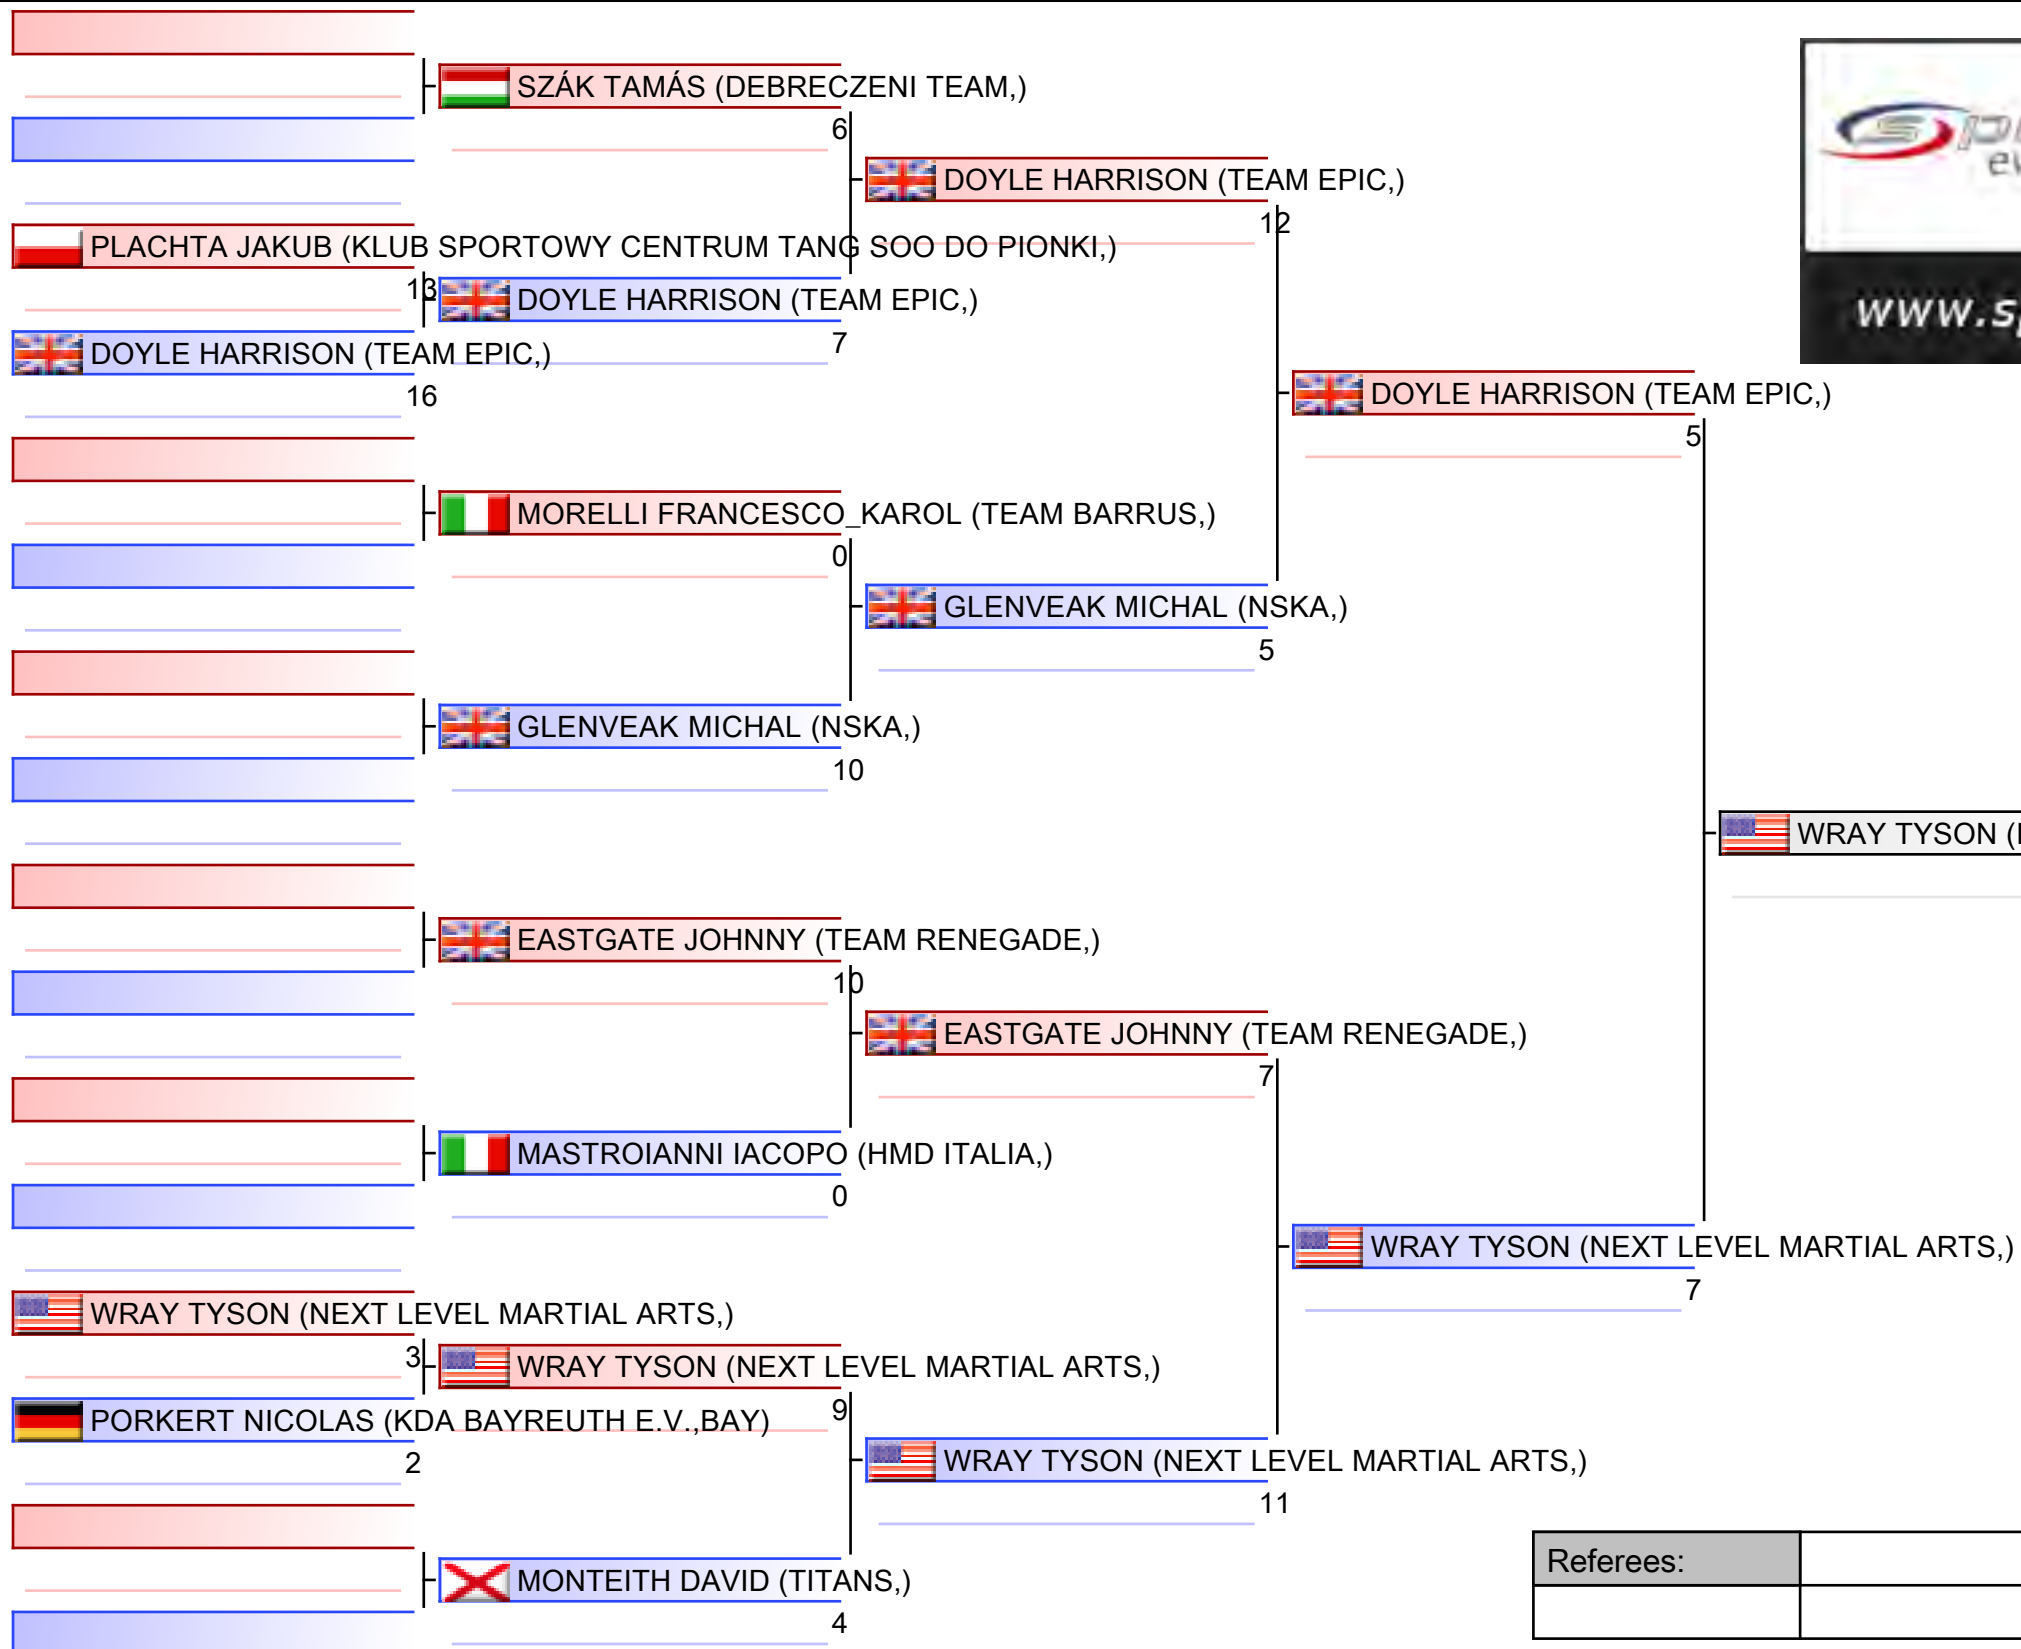 SZÁK TAMÁS (DEBRECZENI TEAM,)
6
DOYLE HARRISON (TEAM EPIC,)
12
PLACHTA JAKUB (KLUB SPORTOWY CENTRUM TANG SOO DO PIONKI,)
13
DOYLE HARRISON (TEAM EPIC,)
7
DOYLE HARRISON (TEAM EPIC,)
16
www.s
DOYLE HARRISON (TEAM EPIC,)
5
MORELLI FRANCESCO_KAROL (TEAM BARRUS,)
0
GLENVEAK MICHAL (NSKA,)
5
GLENVEAK MICHAL (NSKA,)
10
WRAY TYSON (
EASTGATE JOHNNY (TEAM RENEGADE,)
10
EASTGATE JOHNNY (TEAM RENEGADE,)
7
MASTROIANNI IACOPO (HMD ITALIA,)
0
WRAY TYSON (NEXT LEVEL MARTIAL ARTS,)
7
WRAY TYSON (NEXT LEVEL MARTIAL ARTS,)
3
WRAY TYSON (NEXT LEVEL MARTIAL ARTS,)
9
PORKERT NICOLAS (KDA BAYREUTH E.V.,BAY)
2
WRAY TYSON (NEXT LEVEL MARTIAL ARTS,)
11
MONTEITH DAVID (TITANS,)
4
Referees: